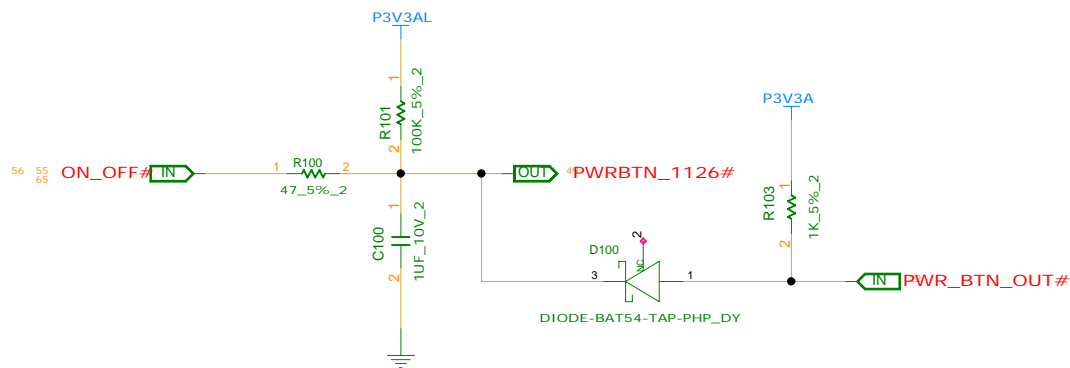 P3V3AL
1
R101
100K_5%_2
2
P3V3A
56 55
65
ON_OFF#
IN
1
R100
2
47_5%_2
OUT
PWRBTN_1126#
1
C100
1UF_10V_2
2
1
R103
1K_5%_2
2
D100
2
NC
3
1
DIODE-BAT54-TAP-PHP_DY
IN
PWR_BTN_OUT#